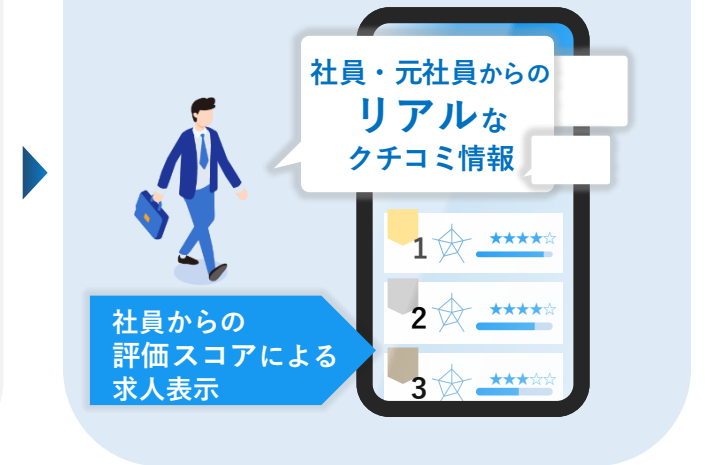 社員・元社員からの
リアルな
クチコミ情報
1 ★★★★☆
2 ★★★★☆
3 ★★★☆☆
社員からの
評価スコアによる
求人表示